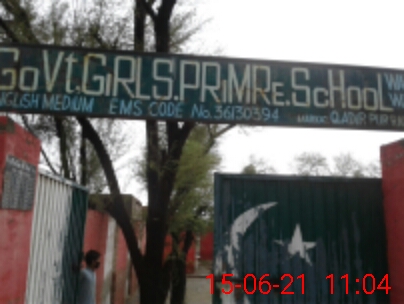 GoVt.GiRLS.PRiMRe.ScHooL
ENGLISH MEDIUM EMS CODE No.36130394 QADIR PUR
15-06-21 11:04